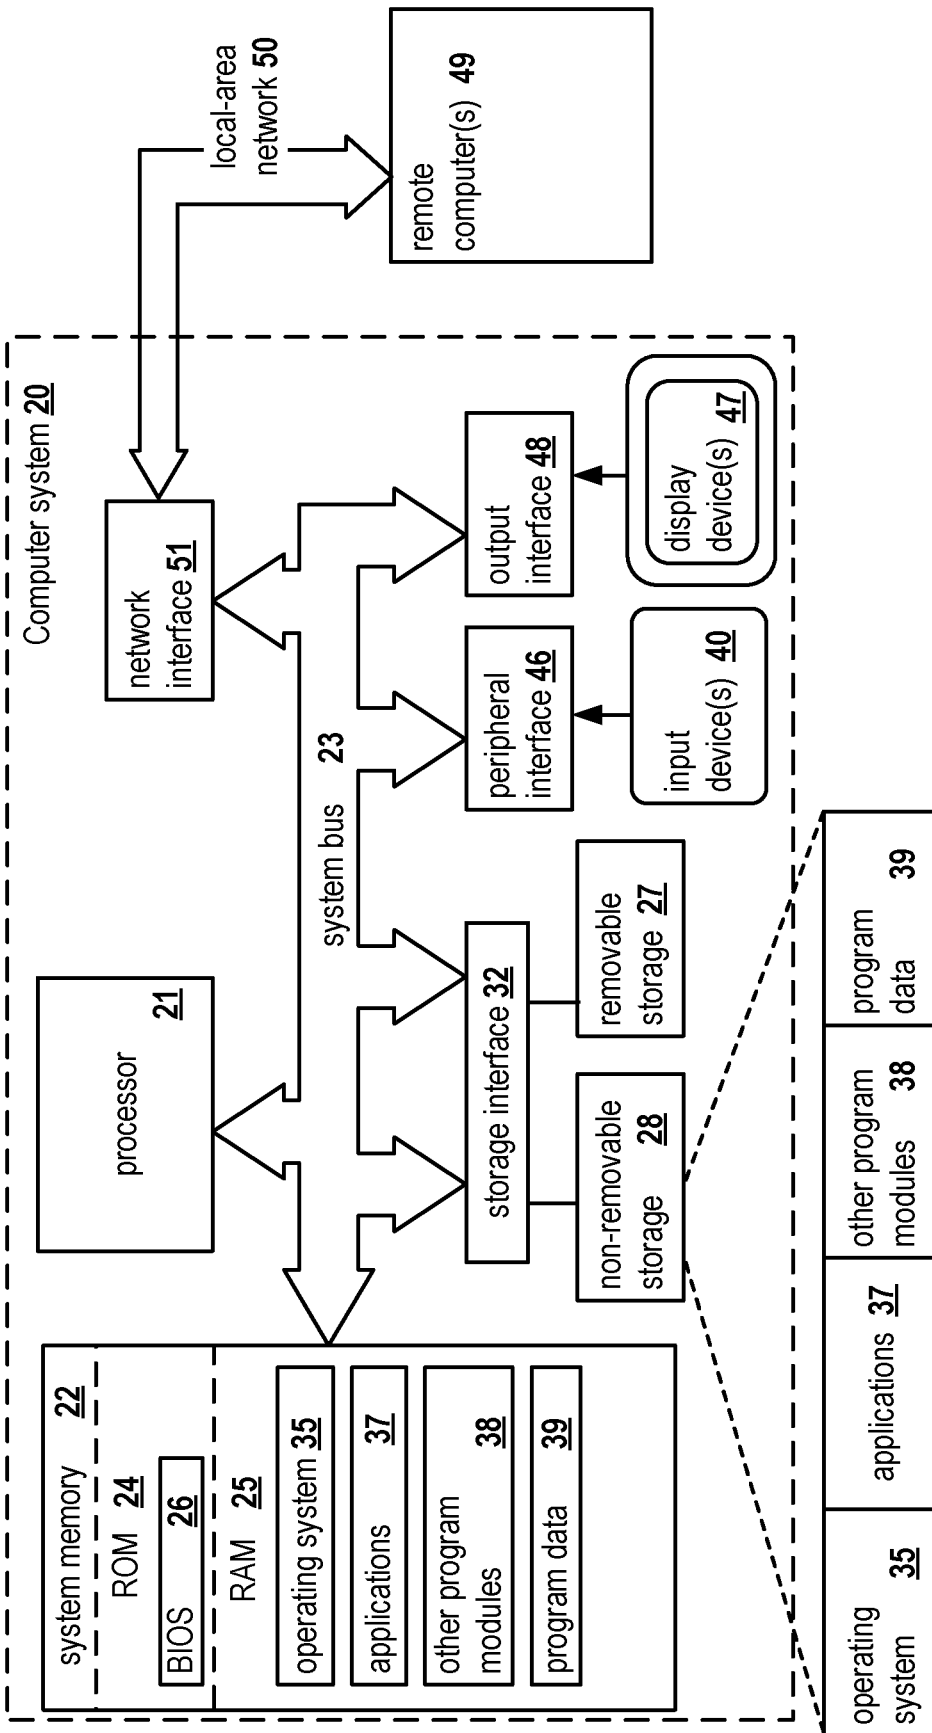 Computer system 20
system memory 22
ROM 24
BIOS 26
RAM 25
operating system 35
applications 37
other program
modules 38
program data 39
processor 21
network
interface 51
local-area
network 50
remote
computer(s) 49
system bus 23
storage interface 32
peripheral
interface 46
output
interface 48
non-removable
storage 28
removable
storage 27
input
device(s) 40
display
device(s) 47
operating
system 35
applications 37
other program
modules 38
program
data 39